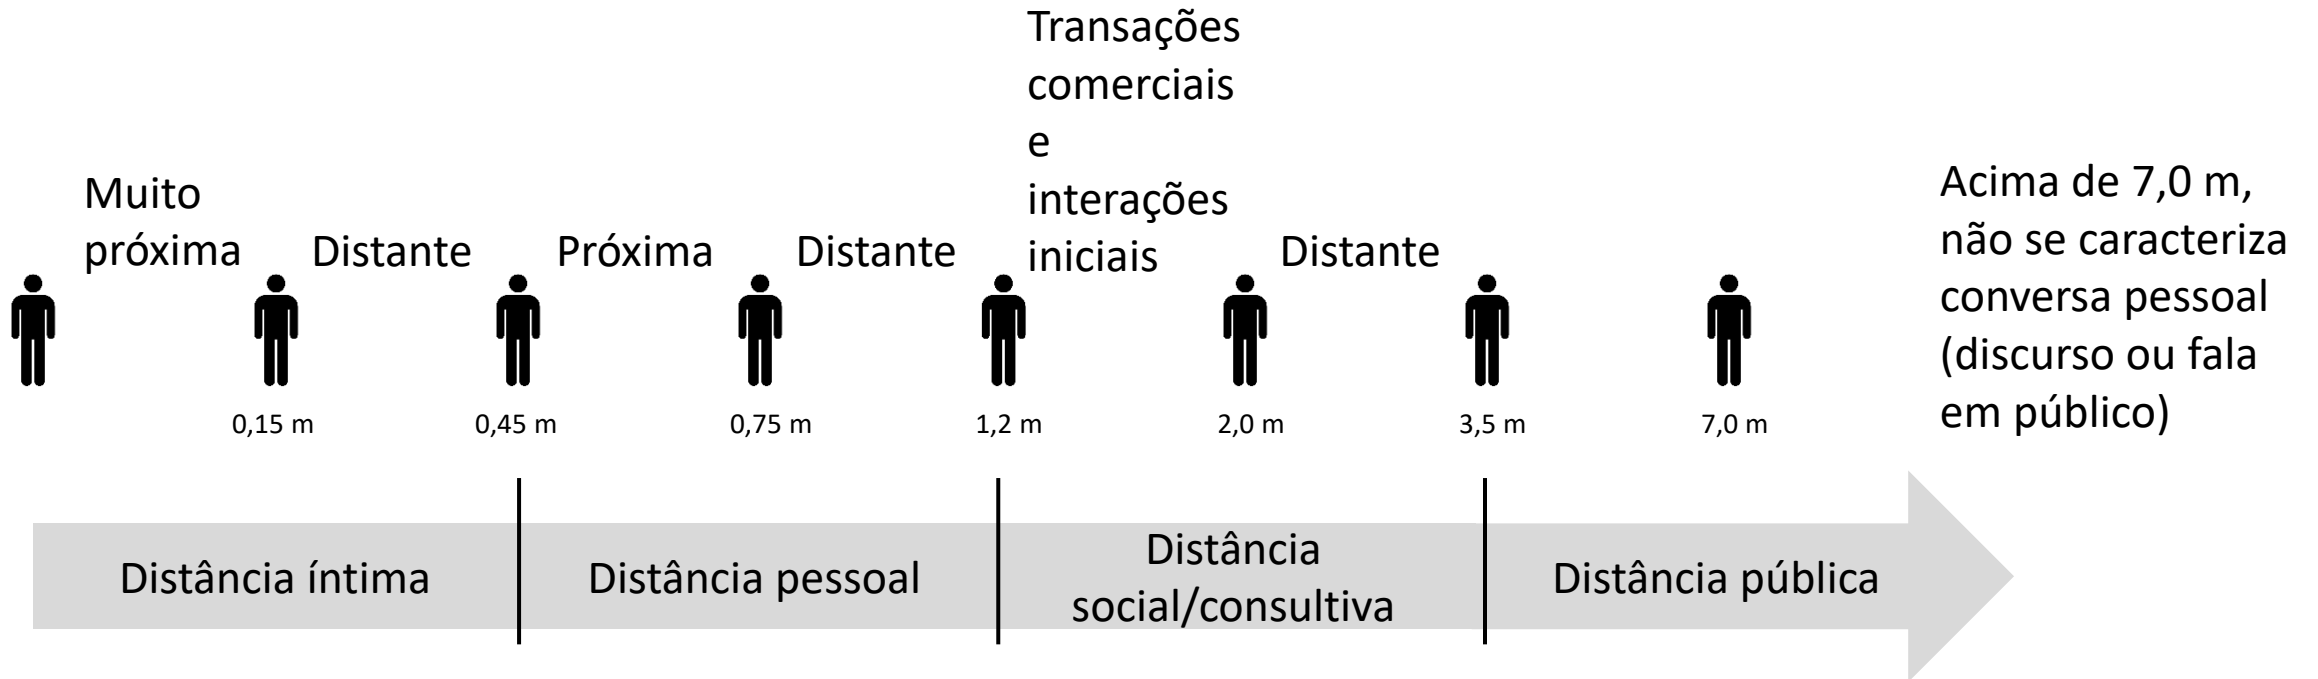 Transações
comerciais
e
interações
iniciais
Muito
próxima
Distante
Próxima
Distante
Distante
Acima de 7,0 m,
não se caracteriza
conversa pessoal
(discurso ou fala
em público)
0,15 m
0,45 m
0,75 m
1,2 m
2,0 m
3,5 m
7,0 m
Distância íntima
Distância pessoal
Distância
social/consultiva
Distância pública